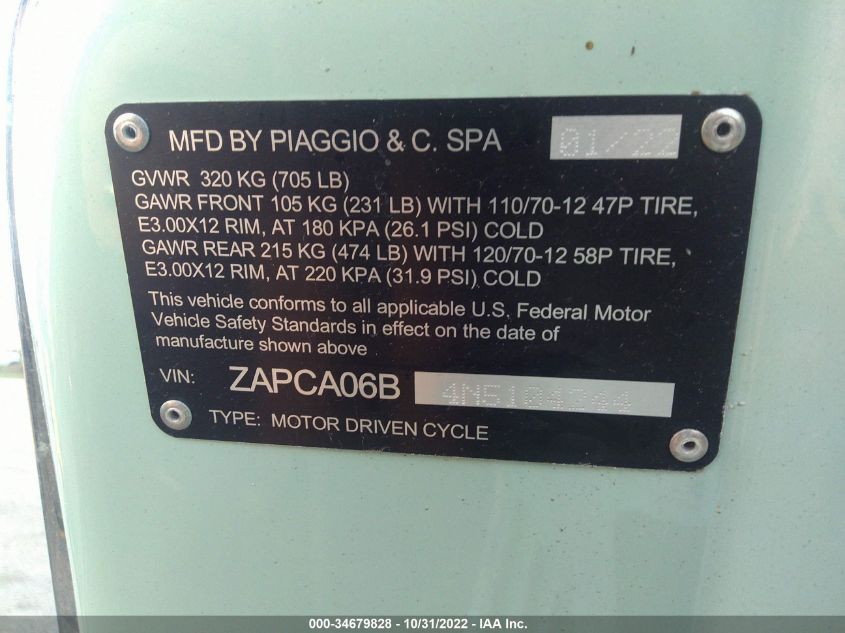 MFD BY PIAGGIO & C. SPA 01/22
GVWR 320 KG (705 LB)
GAWR FRONT 105 KG (231 LB) WITH 110/70-12 47P TIRE,
E3.00X12 RIM, AT 180 KPA (26.1 PSI) COLD
GAWR REAR 215 KG (474 LB) WITH 120/70-12 58P TIRE,
E3.00X12 RIM, AT 220 KPA (31.9 PSI) COLD
This vehicle conforms to all applicable U.S. Federal Motor
Vehicle Safety Standards in effect on the date of
manufacture shown above
VIN: ZAPCA06B 4N5104244
TYPE: MOTOR DRIVEN CYCLE
000-34679828 - 10/31/2022 - IAA Inc.